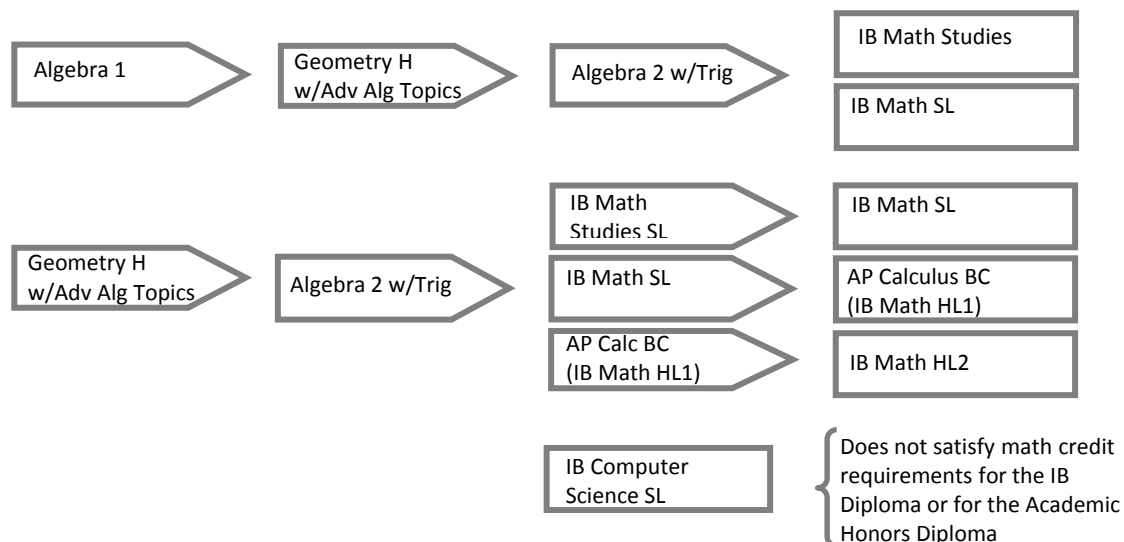 Algebra 1
Geometry H
w/Adv Alg Topics
Algebra 2 w/Trig
IB Math Studies
IB Math SL
Geometry H
w/Adv Alg Topics
Algebra 2 w/Trig
IB Math
Studies SL
IB Math SL
IB Math SL
AP Calculus BC
(IB Math HL1)
AP Calc BC
(IB Math HL1)
IB Math HL2
IB Computer
Science SL
Does not satisfy math credit
requirements for the IB
Diploma or for the Academic
Honors Diploma